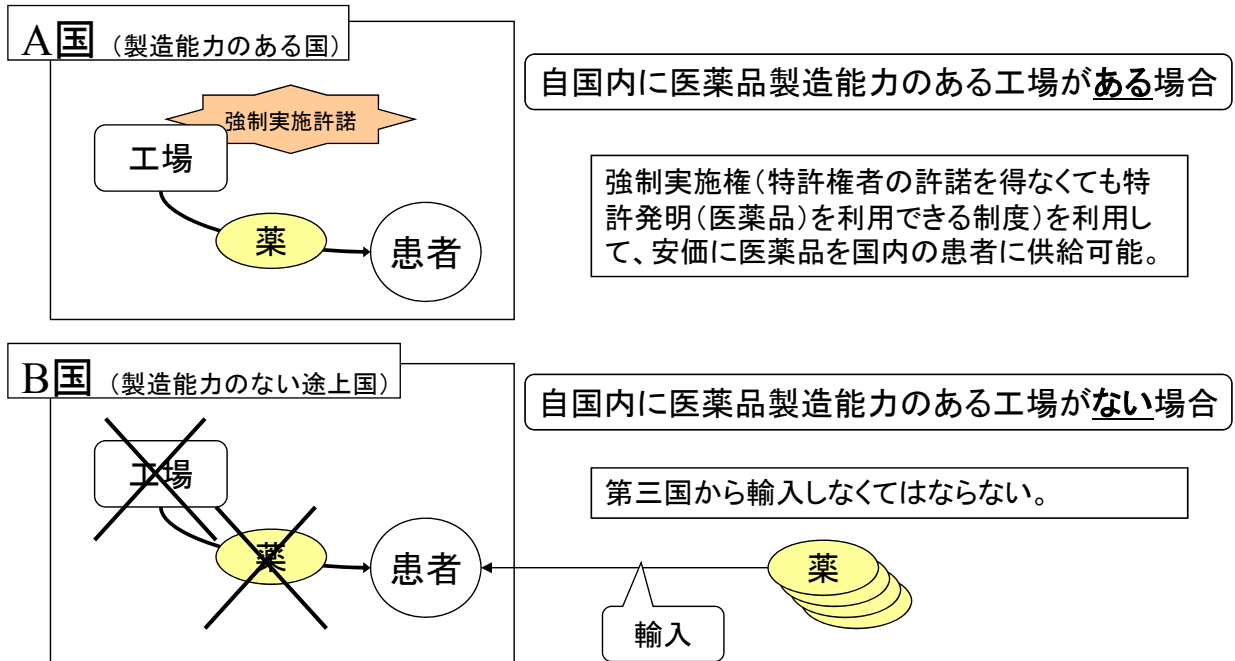 A国（製造能力のある国）
自国内に医薬品製造能力のある工場がある場合
強制実施許諾
工場
薬
患者
強制実施権（特許権者の許諾を得なくても特
許発明（医薬品）を利用できる制度）を利用し
て、安価に医薬品を国内の患者に供給可能。
B国（製造能力のない途上国）
自国内に医薬品製造能力のある工場がない場合
工場
薬
患者
第三国から輸入しなくてはならない。
薬
輸入